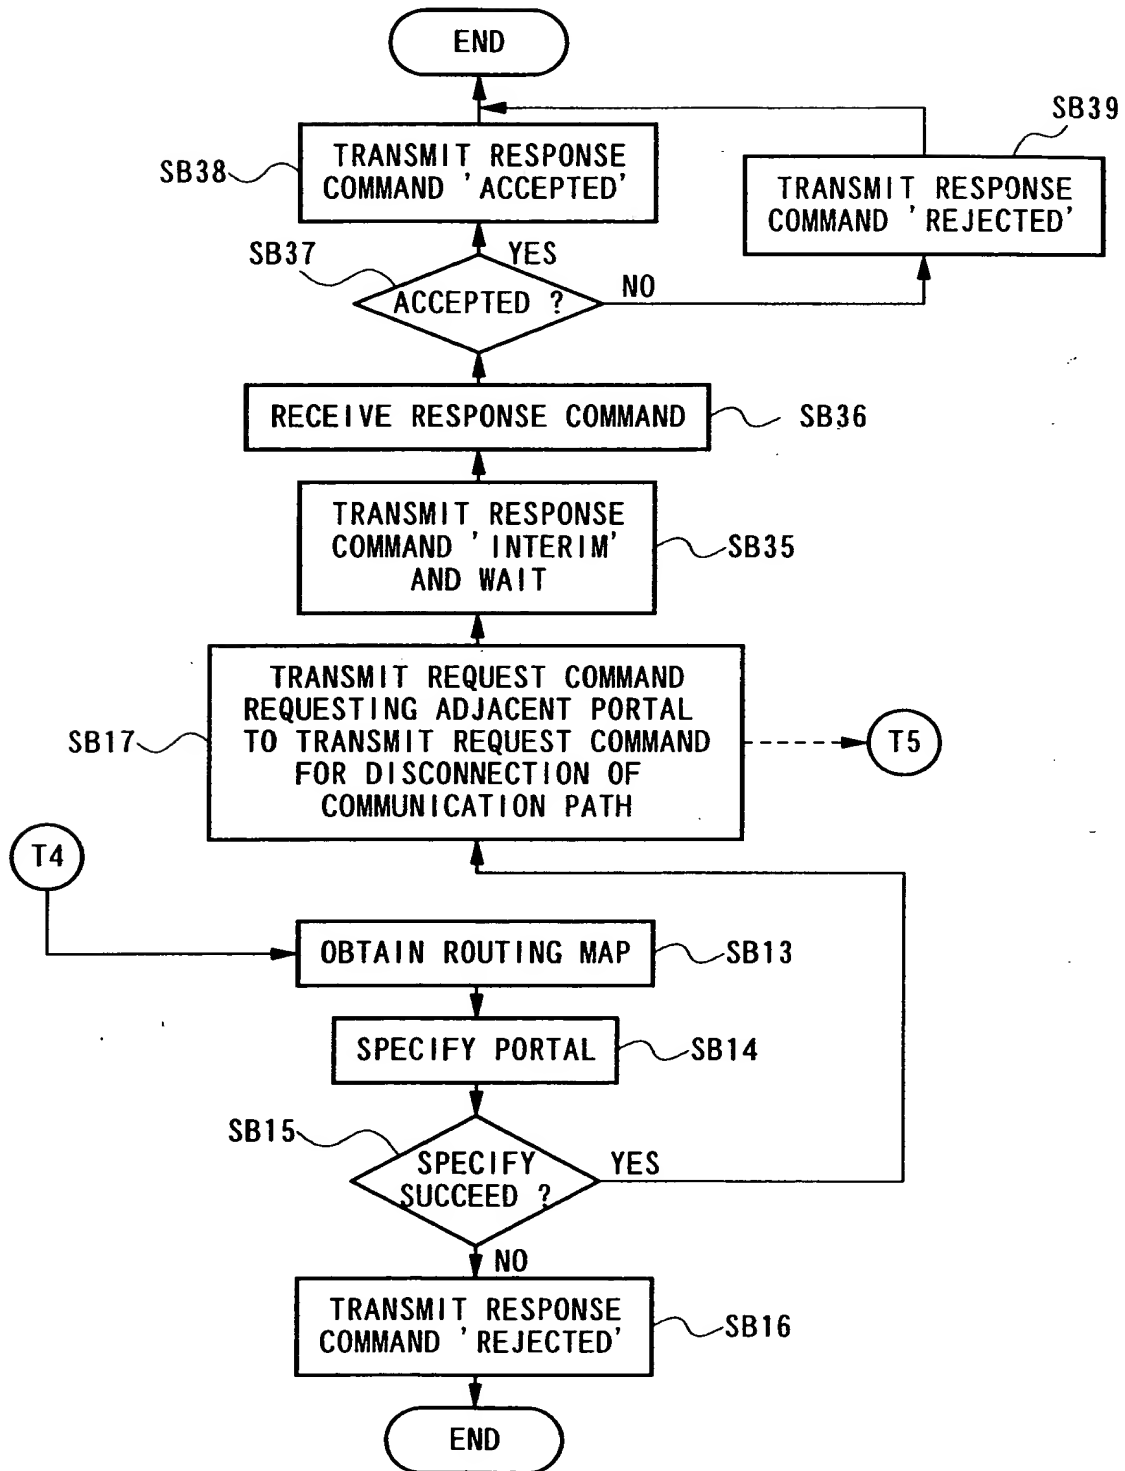 END
TRANSMIT RESPONSE
COMMAND 'ACCEPTED'
SB38
SB39
TRANSMIT RESPONSE
COMMAND 'REJECTED'
SB37
YES
ACCEPTED ?
NO
RECEIVE RESPONSE COMMAND
SB36
TRANSMIT RESPONSE
COMMAND 'INTERIM'
AND WAIT
SB35
TRANSMIT REQUEST COMMAND
REQUESTING ADJACENT PORTAL
TO TRANSMIT REQUEST COMMAND
FOR DISCONNECTION OF
COMMUNICATION PATH
SB17
T5
T4
OBTAIN ROUTING MAP
SB13
SPECIFY PORTAL
SB14
SB15
SPECIFY
SUCCEED ?
YES
NO
TRANSMIT RESPONSE
COMMAND 'REJECTED'
SB16
END